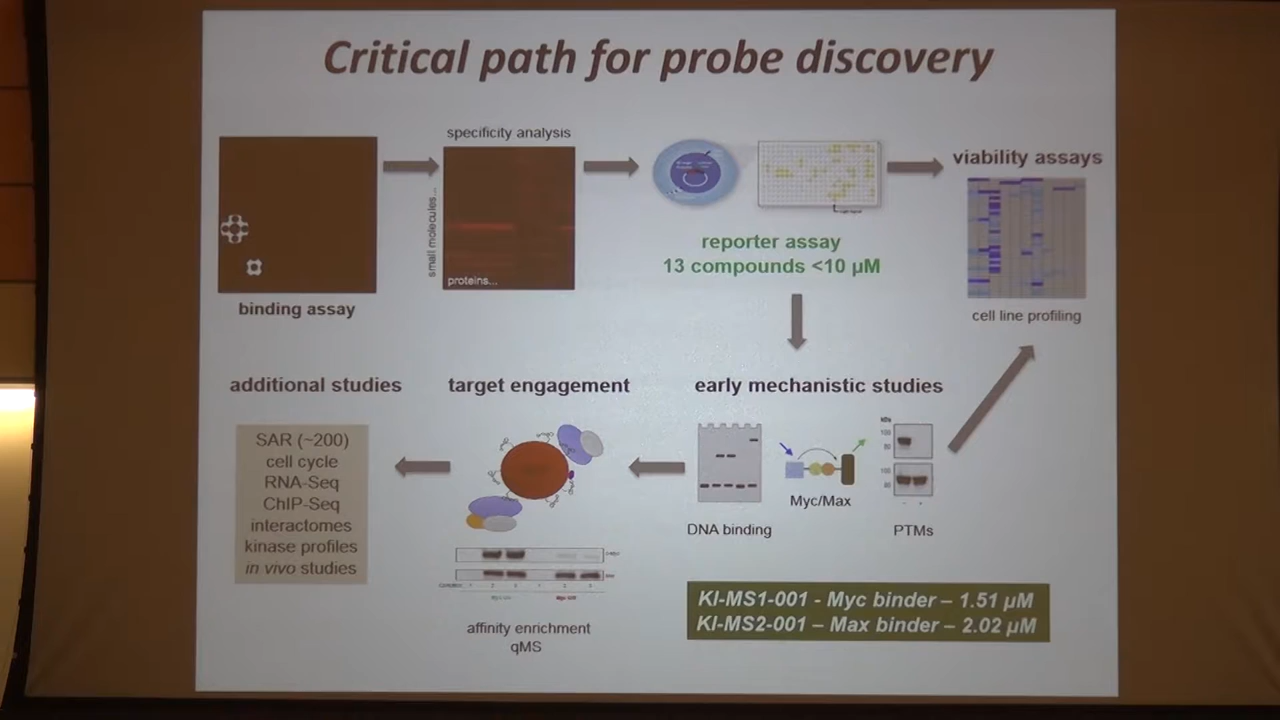 Critical path for probe discovery
specificity analysis
small molecules...
proteins...
binding assay
reporter assay
13 compounds <10 µM
viability assays
cell line profiling
additional studies
SAR (~200)
cell cycle
RNA-Seq
ChIP-Seq
interactomes
kinase profiles
in vivo studies
target engagement
affinity enrichment
qMS
early mechanistic studies
DNA binding
Myc/Max
PTMs
KI-MS1-001 - Myc binder – 1.51 µM
KI-MS2-001 – Max binder – 2.02 µM